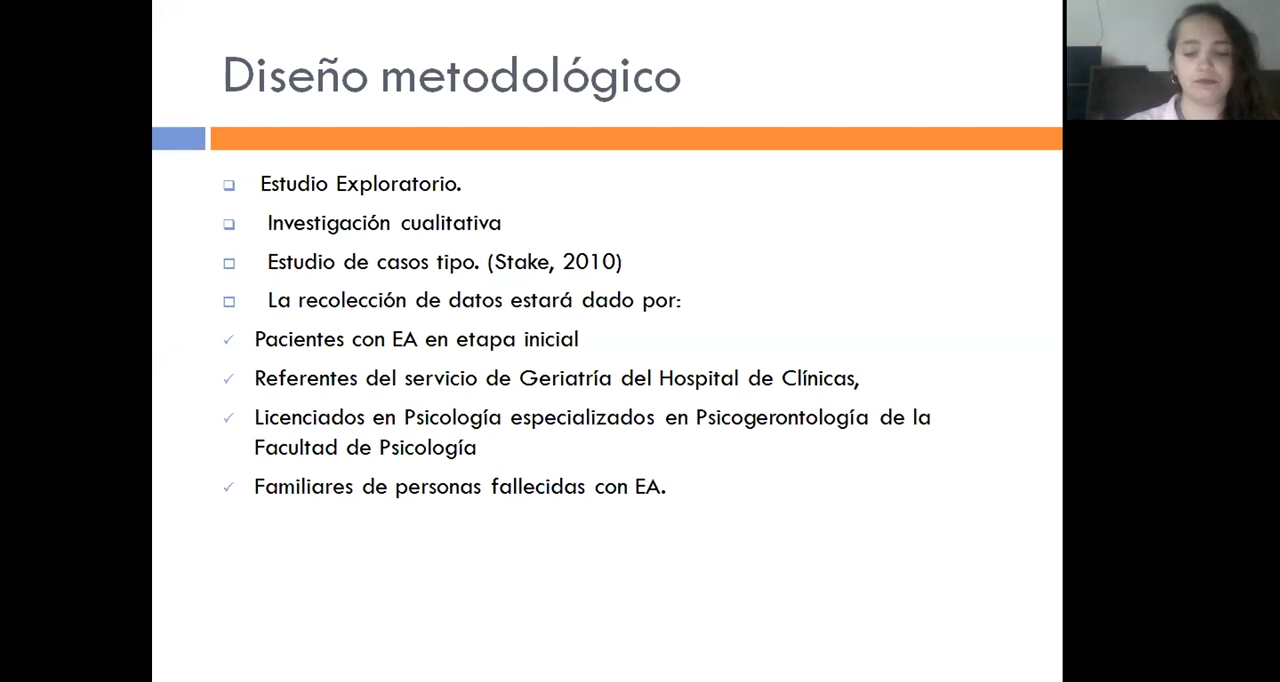 Diseño metodológico
Estudio Exploratorio.
Investigación cualitativa
Estudio de casos tipo. (Stake, 2010)
La recolección de datos estará dado por:
Pacientes con EA en etapa inicial
Referentes del servicio de Geriatría del Hospital de Clínicas,
Licenciados en Psicología especializados en Psicogerontología de la
Facultad de Psicología
Familiares de personas fallecidas con EA.